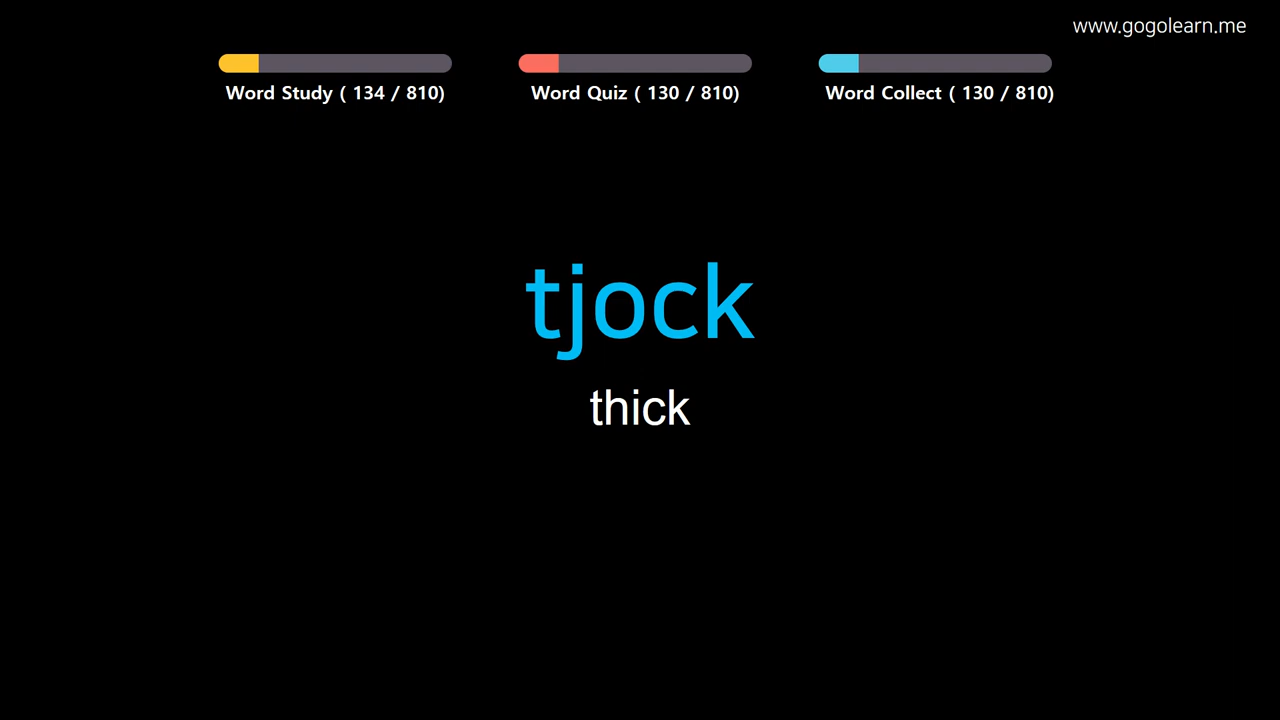 www.gogolearn.me
Word Study ( 134 / 810)
Word Quiz ( 130 / 810)
Word Collect ( 130 / 810)
tjock
thick